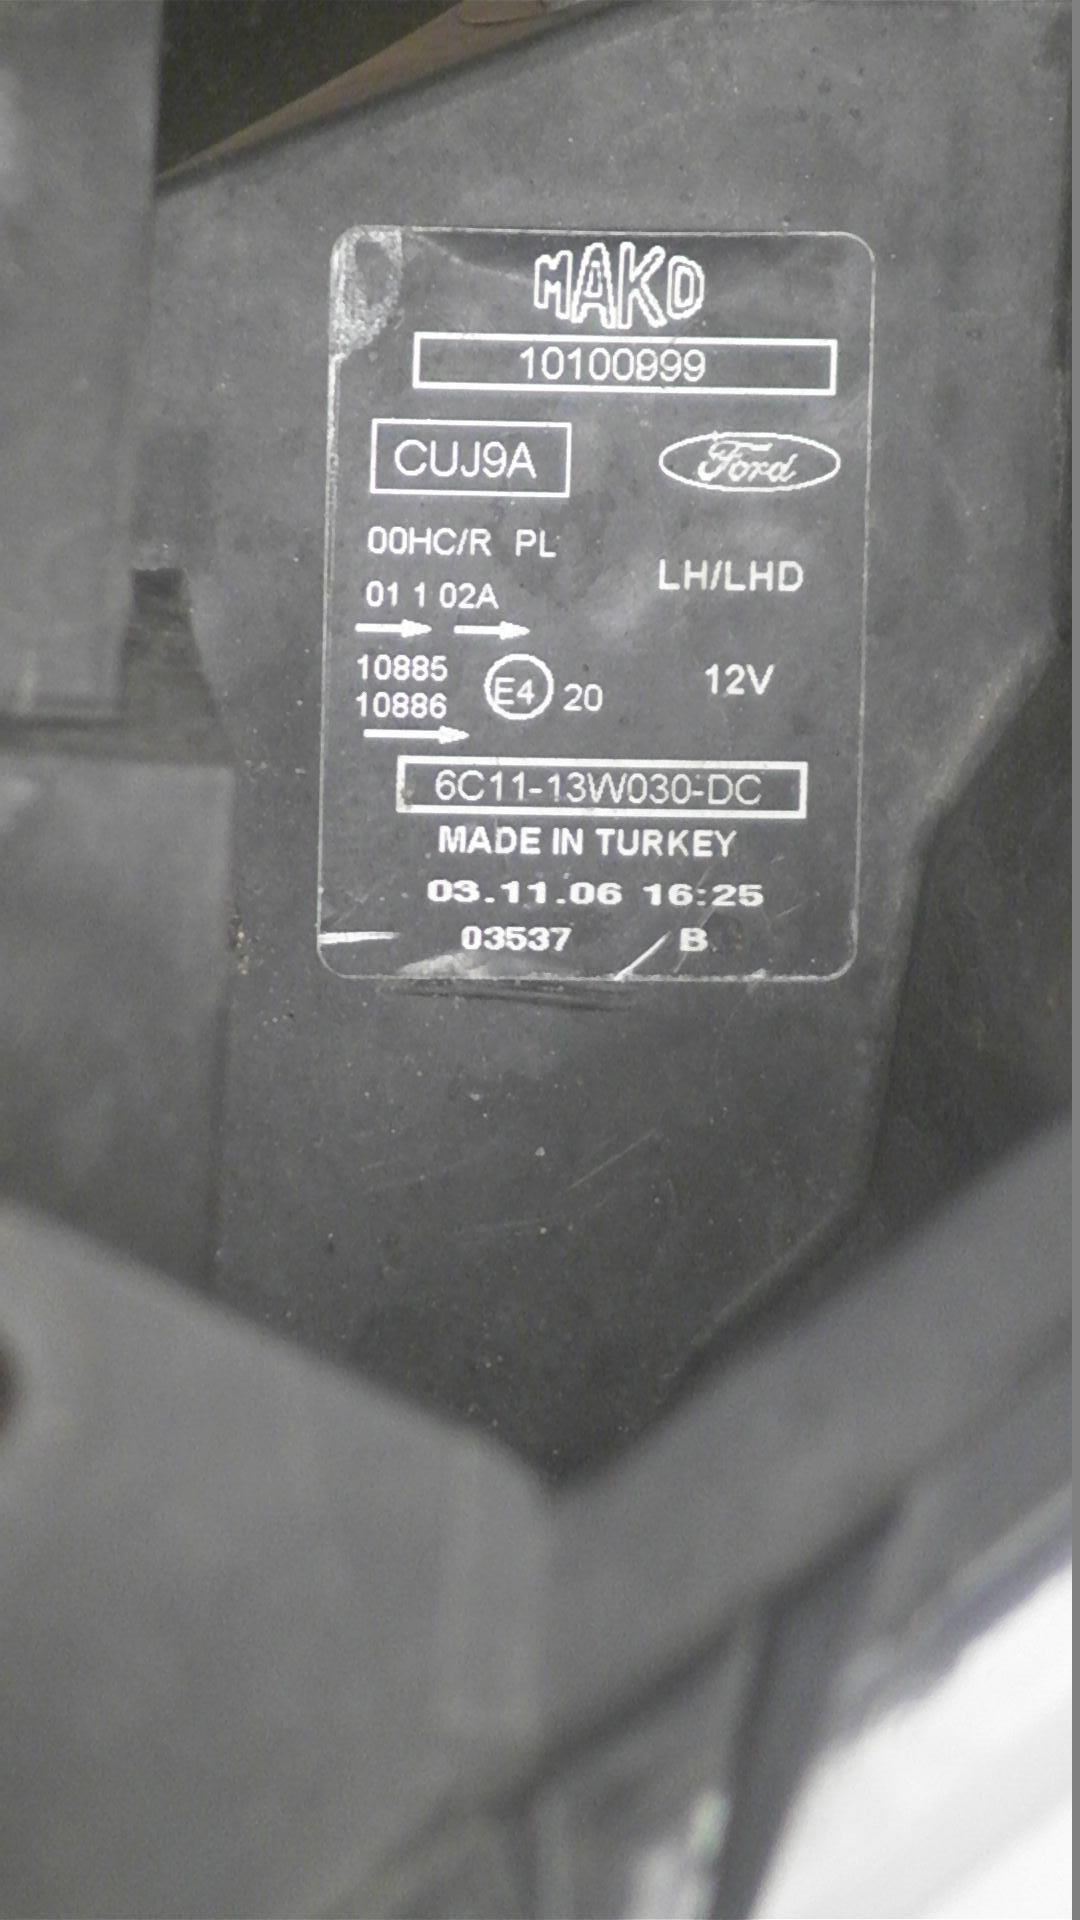 MAKO
10100899
CUJ9A
Ford
00HC/R PL
LH/LHD
01 1 02A
10885
10886
E4 20
12V
6C11-13W030-DC
MADE IN TURKEY
03.11.06 16:25
03537 B